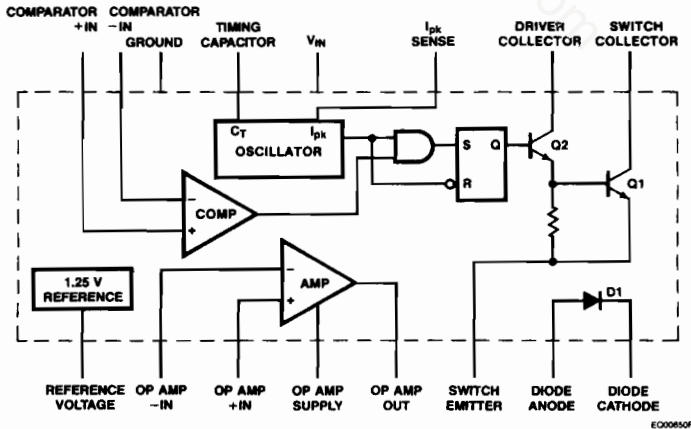 COMPARATOR
+IN
COMPARATOR
-IN
GROUND
TIMING
CAPACITOR
VIN
Ipk
SENSE
DRIVER
COLLECTOR
SWITCH
COLLECTOR
CT
Ipk
OSCILLATOR
S
Q
R
Q2
Q1
-
COMP
+
-
AMP
+
1.25 V
REFERENCE
D1
REFERENCE
VOLTAGE
OP AMP
-IN
OP AMP
+IN
OP AMP
SUPPLY
OP AMP
OUT
SWITCH
EMITTER
DIODE
ANODE
DIODE
CATHODE